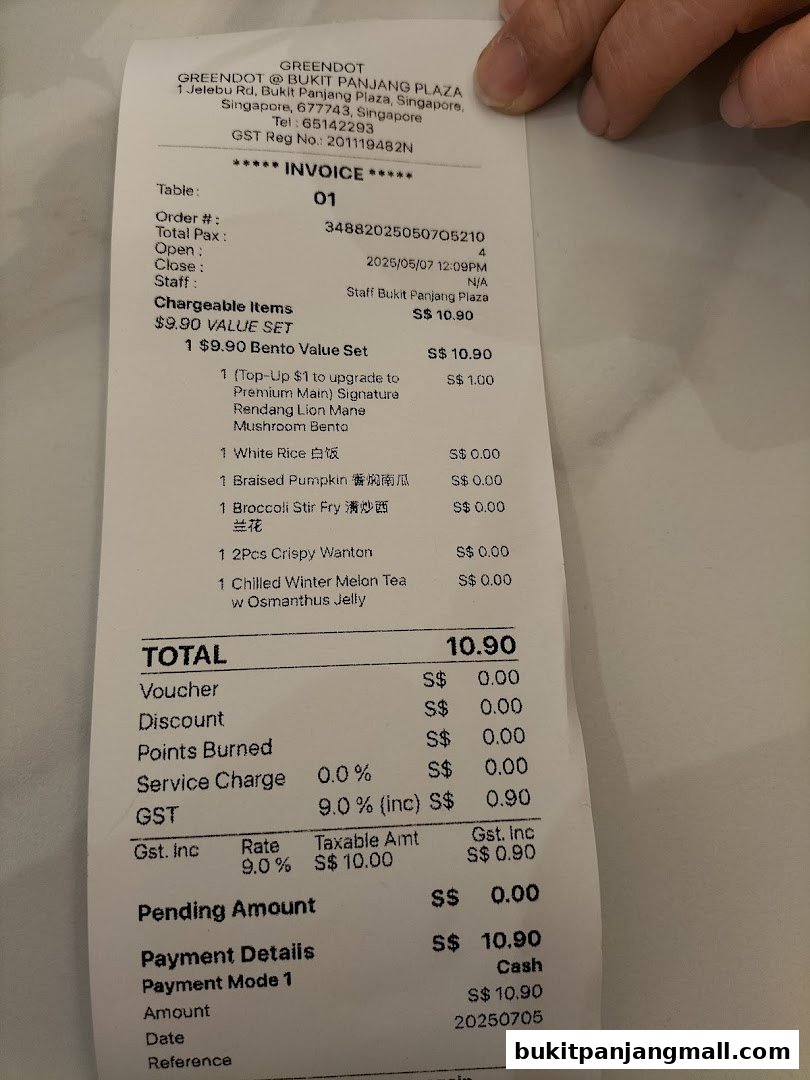 GREENDOT
GREENDOT @ BUKIT PANJANG PLAZA
1 Jelebu Rd, Bukit Panjang Plaza, Singapore,
Singapore, 677743, Singapore
Tel : 65142293
GST Reg No.: 201119482N
***** INVOICE *****
Table: 01
Order # : 34882025050705210
Total Pax : 4
Open : 2025/05/07 12:09PM
Close : N/A
Staff : Staff Bukit Panjang Plaza
Chargeable Items S$ 10.90
$9.90 VALUE SET
1 $9.90 Bento Value Set S$ 10.90
1 (Top-Up $1 to upgrade to S$ 1.00
Premium Main) Signature
Rendang Lion Mane
Mushroom Bento
1 White Rice 白饭 S$ 0.00
1 Braised Pumpkin 酱焖南瓜 S$ 0.00
1 Broccoli Stir Fry 清炒西 S$ 0.00
兰花
1 2Pcs Crispy Wanton S$ 0.00
1 Chilled Winter Melon Tea S$ 0.00
w Osmanthus Jelly
TOTAL 10.90
Voucher S$ 0.00
Discount S$ 0.00
Points Burned S$ 0.00
Service Charge 0.0 % S$ 0.00
GST 9.0 % (inc) S$ 0.90
Gst. Inc Rate Taxable Amt Gst. Inc
9.0 % S$ 10.00 S$ 0.90
Pending Amount S$ 0.00
Payment Details S$ 10.90
Payment Mode 1 Cash
Amount S$ 10.90
Date 20250705
Reference
bukitpanjangmall.com